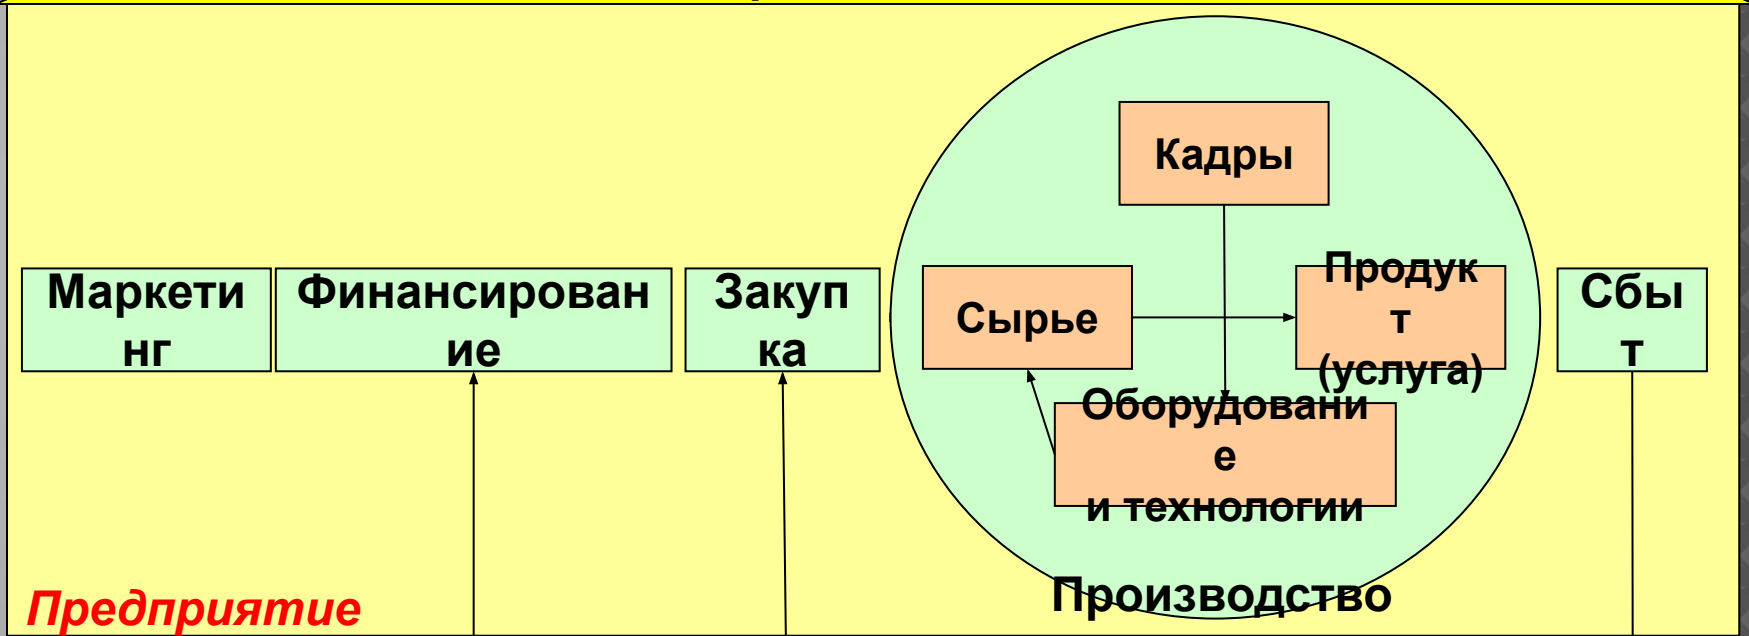 Кадры
Маркети
нг
Финансирован
ие
Закуп
ка
Сырье
Продук
т
(услуга)
Сбы
т
Оборудовани
е
и технологии
Производство
Предприятие